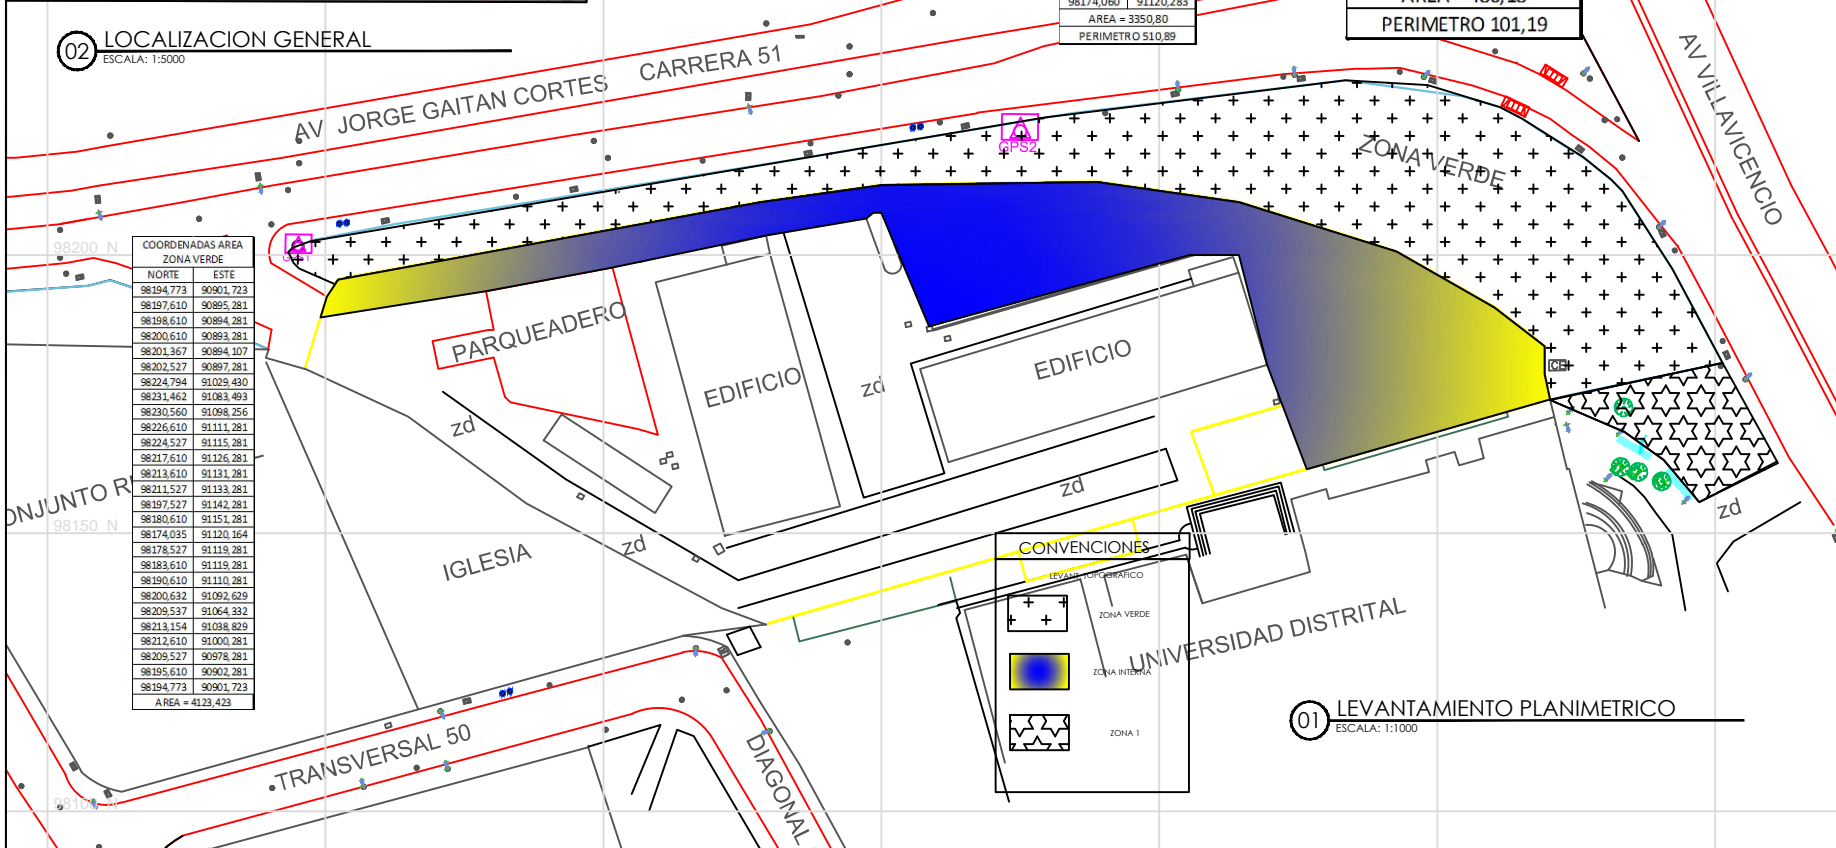 02 LOCALIZACION GENERAL
ESCALA: 1:5000
98174,060 91120,283
AREA = 3350,80
PERIMETRO 510,89
PERIMETRO 101,19
AV JORGE GAITAN CORTES CARRERA 51
AV VILLAVICENCIO
GPS2
ZONA VERDE
98200 N
COORDENADAS AREA
ZONA VERDE
NORTE ESTE
98194,773 90901,723
98197,610 90895,281
98198,610 90894,281
98200,610 90893,281
98201,367 90894,107
98202,527 90897,281
98224,794 91029,430
98231,462 91083,493
98230,560 91098,256
98226,610 91111,281
98224,527 91115,281
98217,610 91126,281
98213,610 91131,281
98211,527 91133,281
98197,527 91142,281
98180,610 91151,281
98174,035 91120,164
98178,527 91119,281
98183,610 91119,281
98190,610 91110,281
98200,632 91092,629
98209,537 91064,332
98213,154 91038,829
98212,610 91000,281
98209,527 90978,281
98195,610 90902,281
98194,773 90901,723
AREA = 4123,423
PARQUEADERO
EDIFICIO
zd
EDIFICIO
CE
zd
zd
zd
zd
98150 N
ONJUNTO R
IGLESIA
CONVENCIONES
LEVANT. TOPOGRAFICO
ZONA VERDE
ZONA INTERNA
ZONA 1
UNIVERSIDAD DISTRITAL
01 LEVANTAMIENTO PLANIMETRICO
ESCALA: 1:1000
TRANSVERSAL 50
DIAGONAL
98100 N